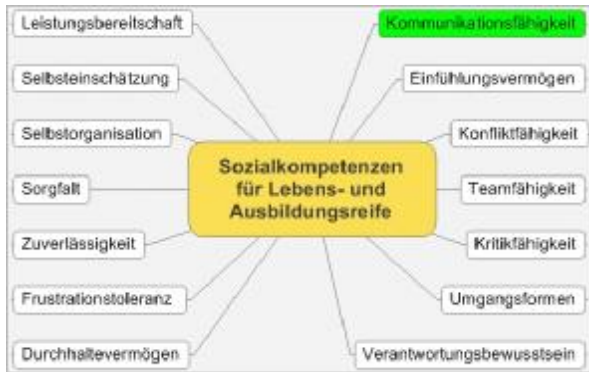 Leistungsbereitschaft
Kommunikationsfähigkeit
Selbsteinschätzung
Einfühlungsvermögen
Selbstorganisation
Konfliktfähigkeit
Sozialkompetenzen
für Lebens- und
Ausbildungsreife
Sorgfalt
Teamfähigkeit
Zuverlässigkeit
Kritikfähigkeit
Frustrationstoleranz
Umgangsformen
Durchhaltevermögen
Verantwortungsbewusstsein